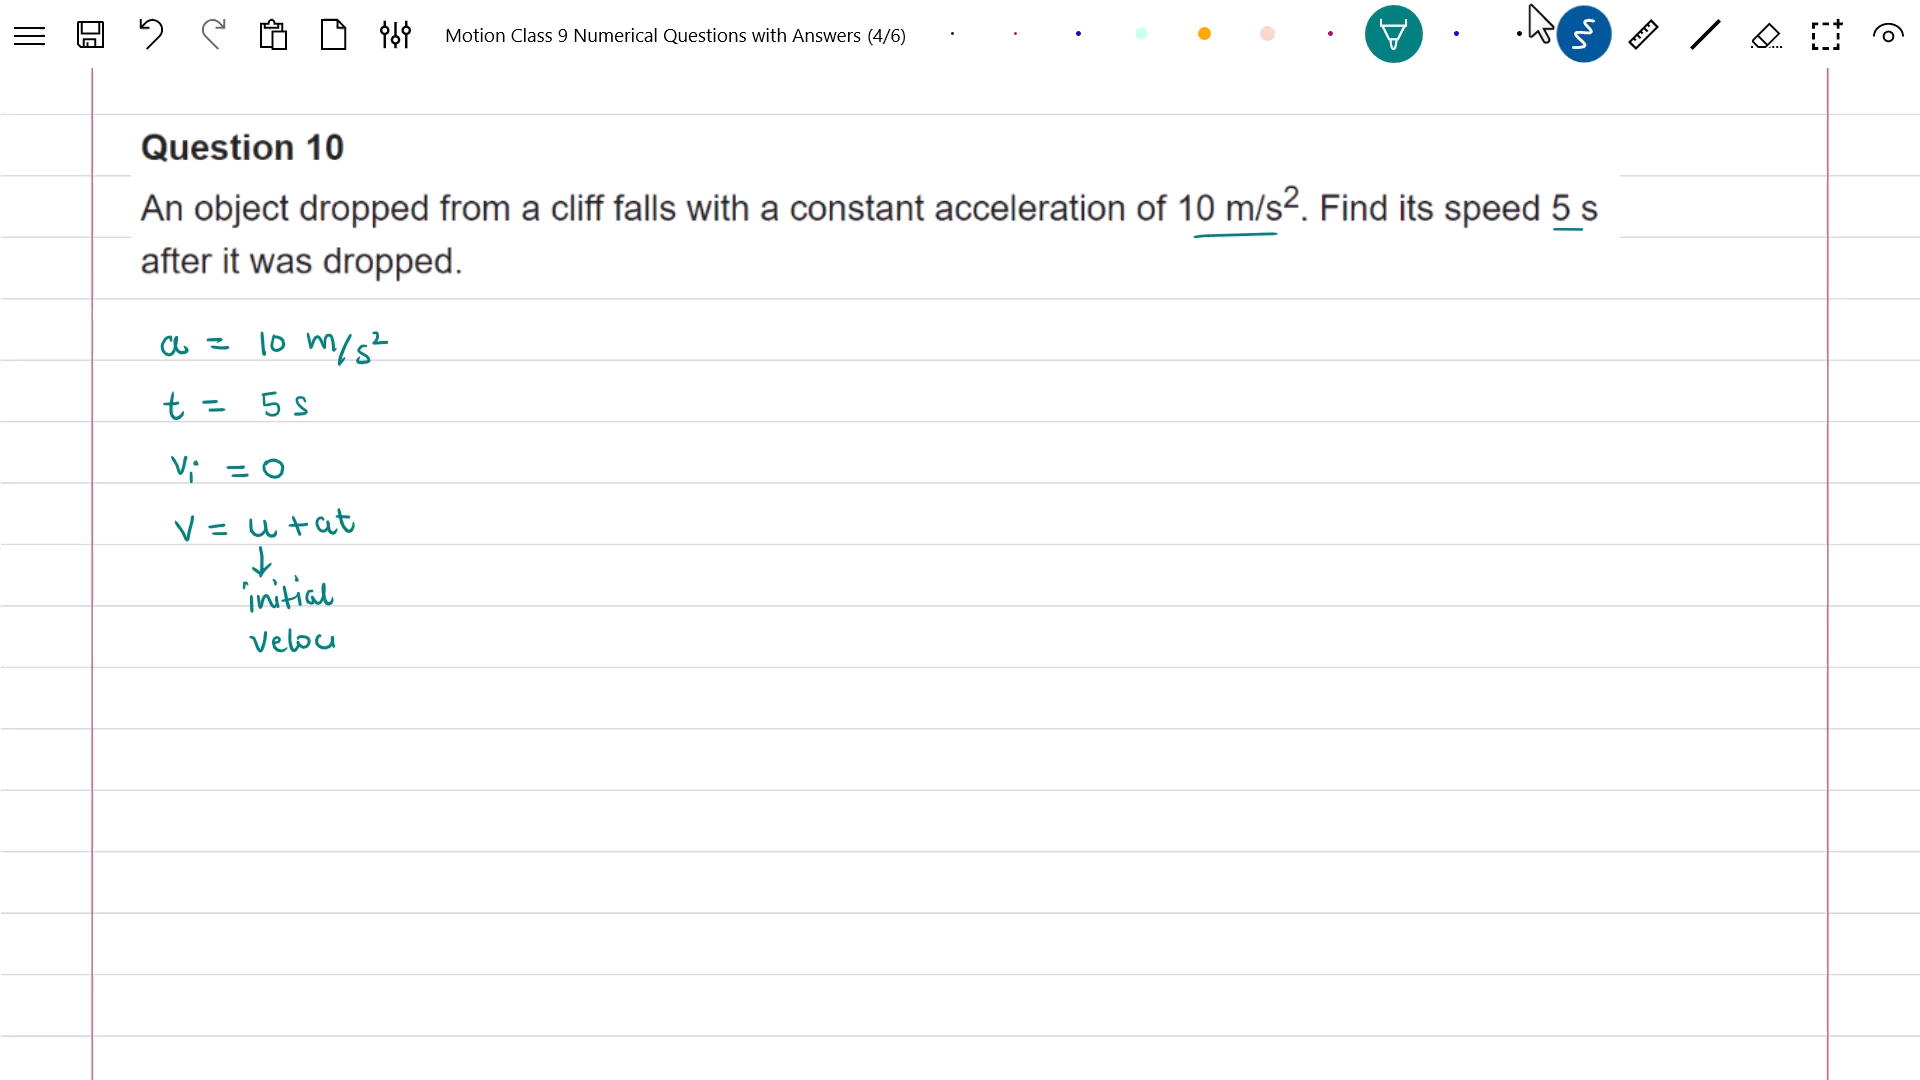 Motion Class 9 Numerical Questions with Answers (4/6)
Question 10
An object dropped from a cliff falls with a constant acceleration of 10 m/s². Find its speed 5 s
after it was dropped.
a = 10 m/s²
t = 5 s
vᵢ = 0
v = u + at
↓
initial
velou